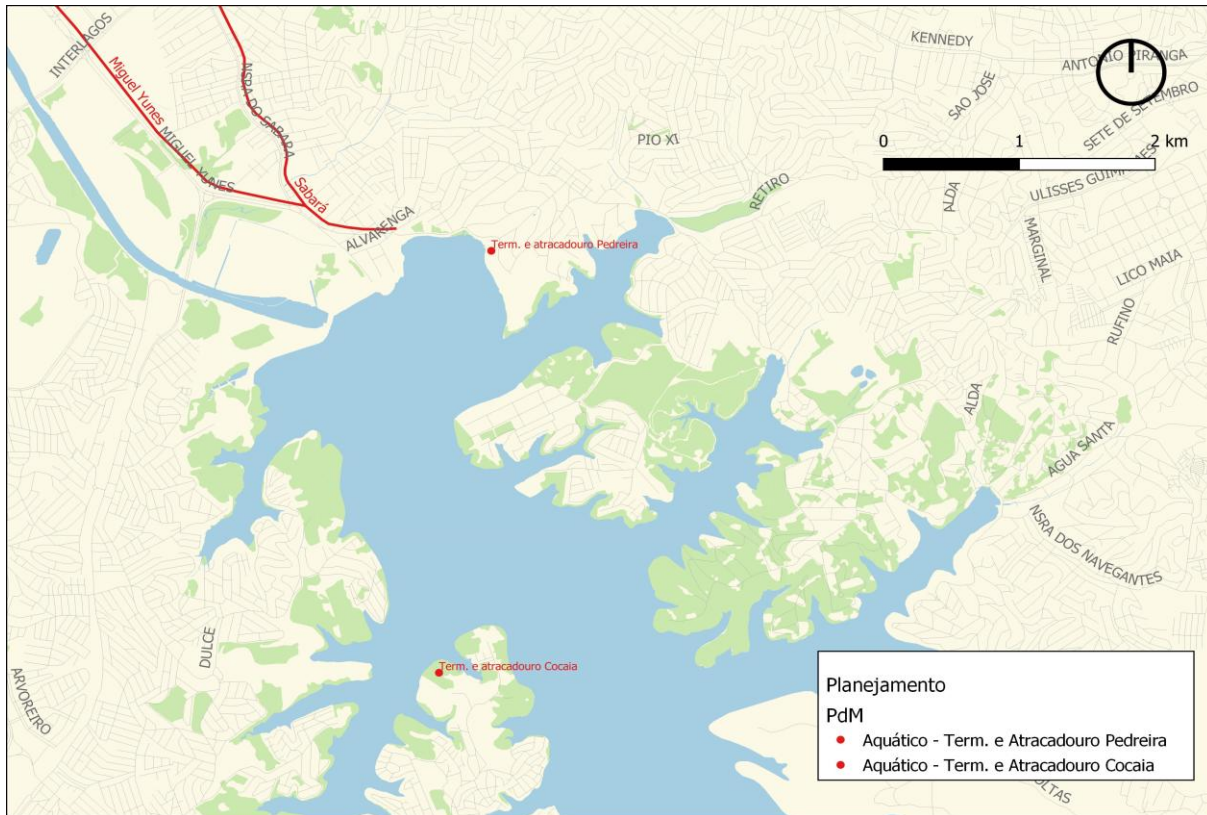 KENNEDY
ANTONIO PIRANGA
INTERLAGOS
Miguel Yunes
NSRA DO SABARA
SAO JOSE
SETE DE SETEMBRO
0 1 2 km
PIO XI
MIGUEL YUNES
Sabará
RETIRO
ALDA
ALVARENGA
MARGINAL
Term. e atracadouro Pedreira
LICO MAIA
RUFINO
ALDA
AGUA SANTA
NSRA DOS NAVEGANTES
DULCE
Term. e atracadouro Cocaia
ARVOREIRO
Planejamento
PdM
Aquático - Term. e Atracadouro Pedreira
Aquático - Term. e Atracadouro Cocaia